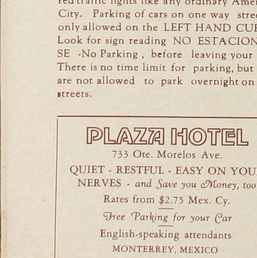 red traffic lights like any ordinary
City. Parking of cars on one way
only allowed on the LEFT HAND
Look for sign reading NO ESTACION
SE -No Parking, before leaving your
There is no time limit for parking, but
are not allowed to park overnight on
streets.
PLAZA HOTEL
733 Ote. Morelos Ave.
QUIET - RESTFUL - EASY ON YOUR
NERVES - and Save you Money, too
Rates from $2.75 Mex. Cy.
Free Parking for your Car
English-speaking attendants
MONTERREY, MEXICO